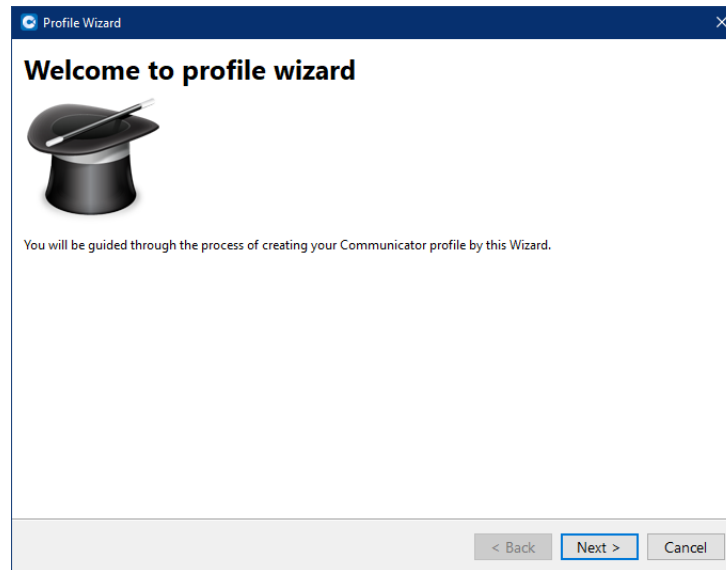 Profile Wizard
Welcome to profile wizard
You will be guided through the process of creating your Communicator profile by this Wizard.
< Back Next > Cancel